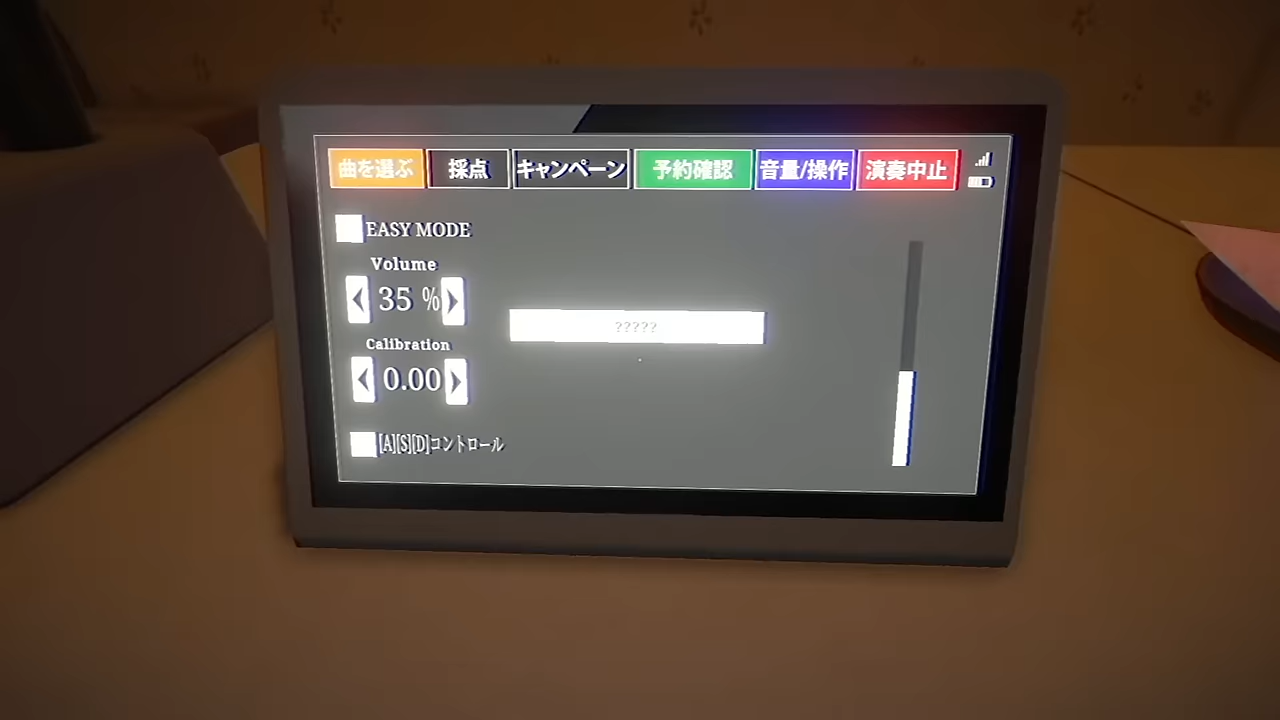 曲を選ぶ 採点 キャンペーン 予約確認 音量/操作 演奏中止
EASY MODE
Volume
35 %
?????
Calibration
0.00
[A][S][D]コントロール